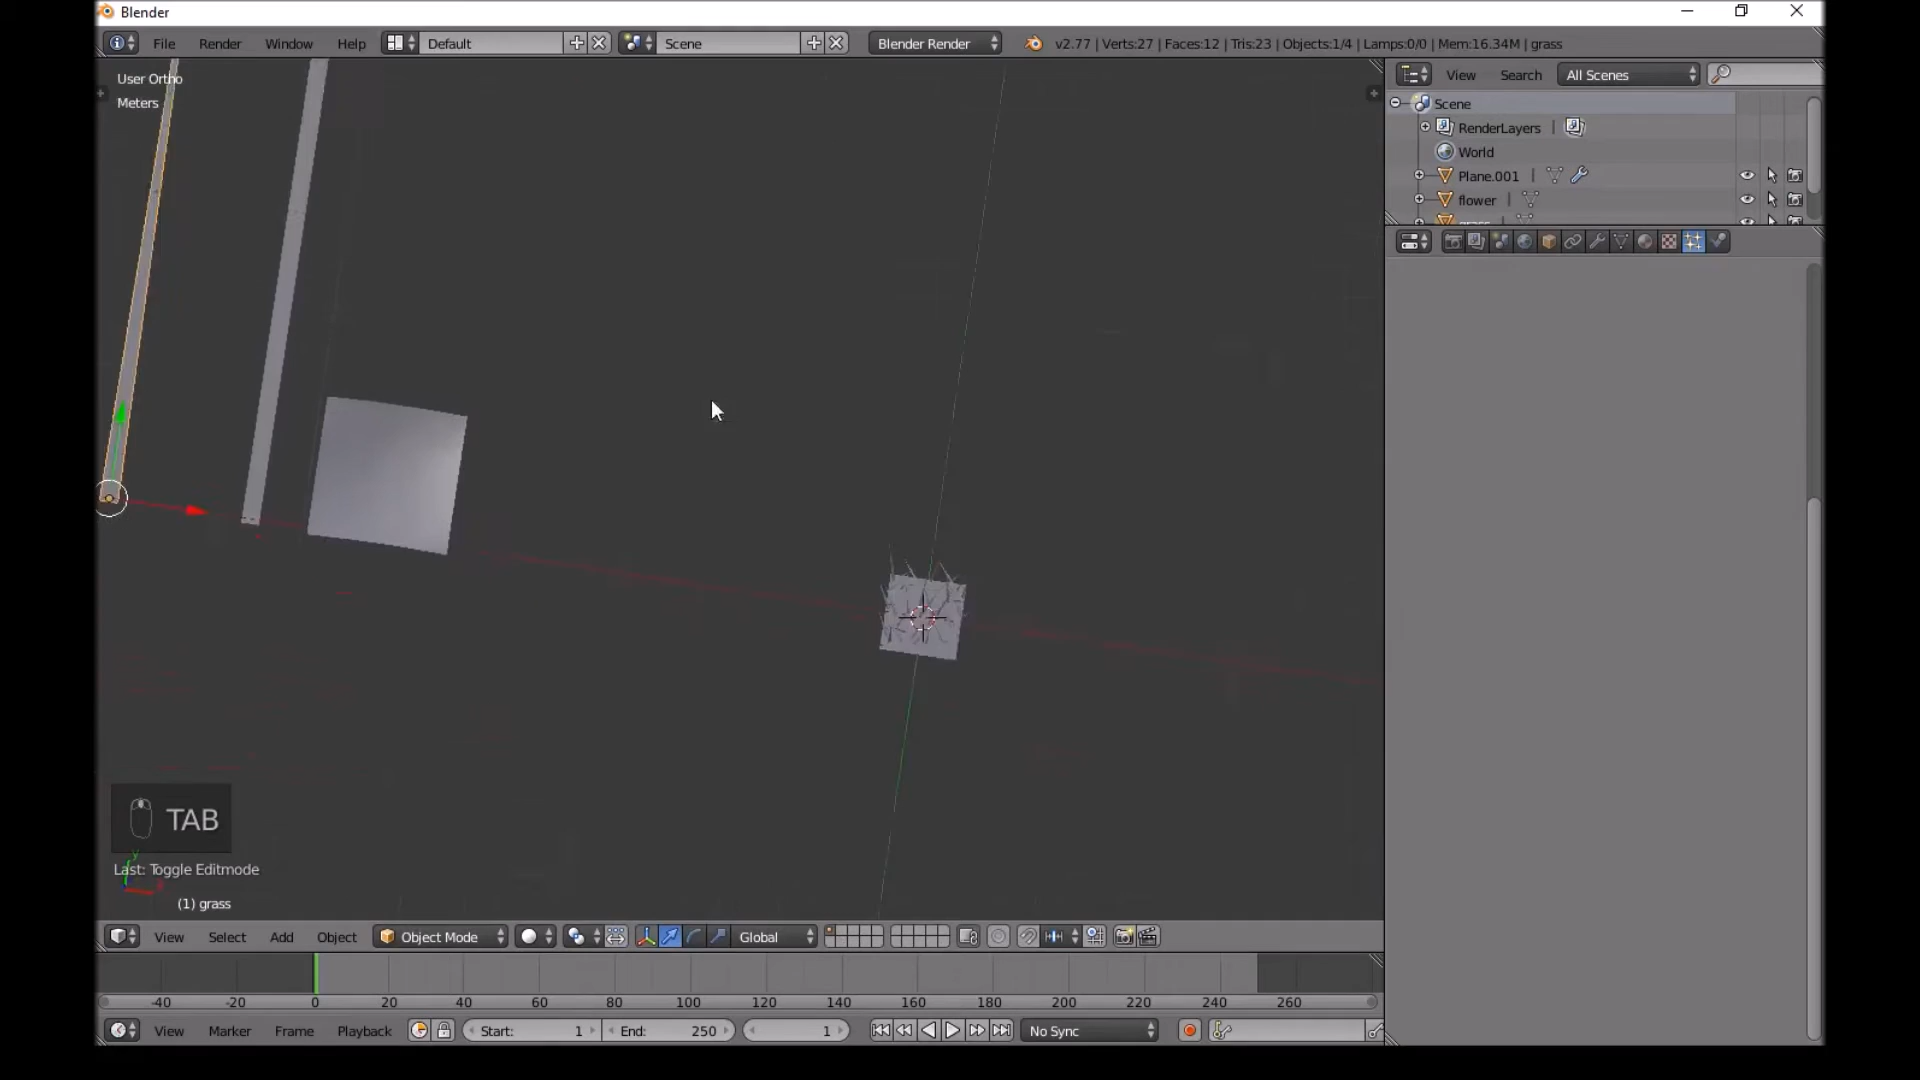 Blender
File Render Window Help Default Scene Blender Render v2.77 | Verts:27 | Faces:12 | Tris:23 | Objects:1/4 | Lamps:0/0 | Mem:16.34M | grass
User Ortho
Meters
View Search All Scenes
Scene
RenderLayers
World
Plane.001
flower
TAB
Last: Toggle Editmode
(1) grass
View Select Add Object Object Mode Global
-40 -20 0 20 40 60 80 100 120 140 160 180 200 220 240 260
View Marker Frame Playback Start: 1 End: 250 1 No Sync